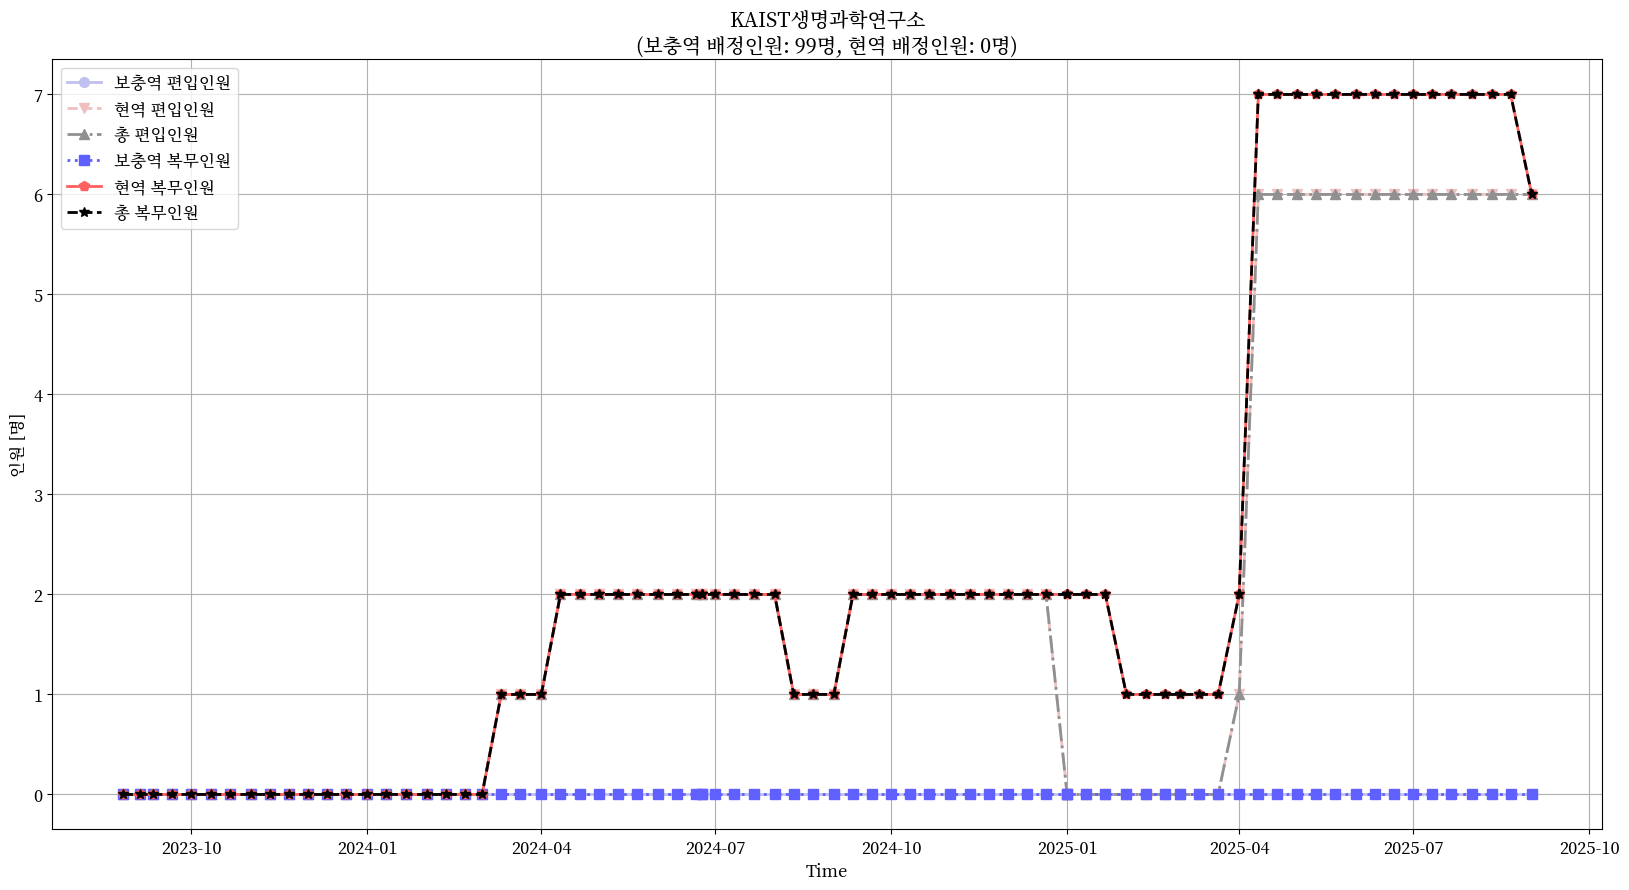 KAIST생명과학연구소
(보충역 배정인원: 99명, 현역 배정인원: 0명)
보충역 편입인원
현역 편입인원
총 편입인원
보충역 복무인원
현역 복무인원
총 복무인원
인원 [명]
7
6
5
4
3
2
1
0
2023-10
2024-01
2024-04
2024-07
2024-10
2025-01
2025-04
2025-07
2025-10
Time